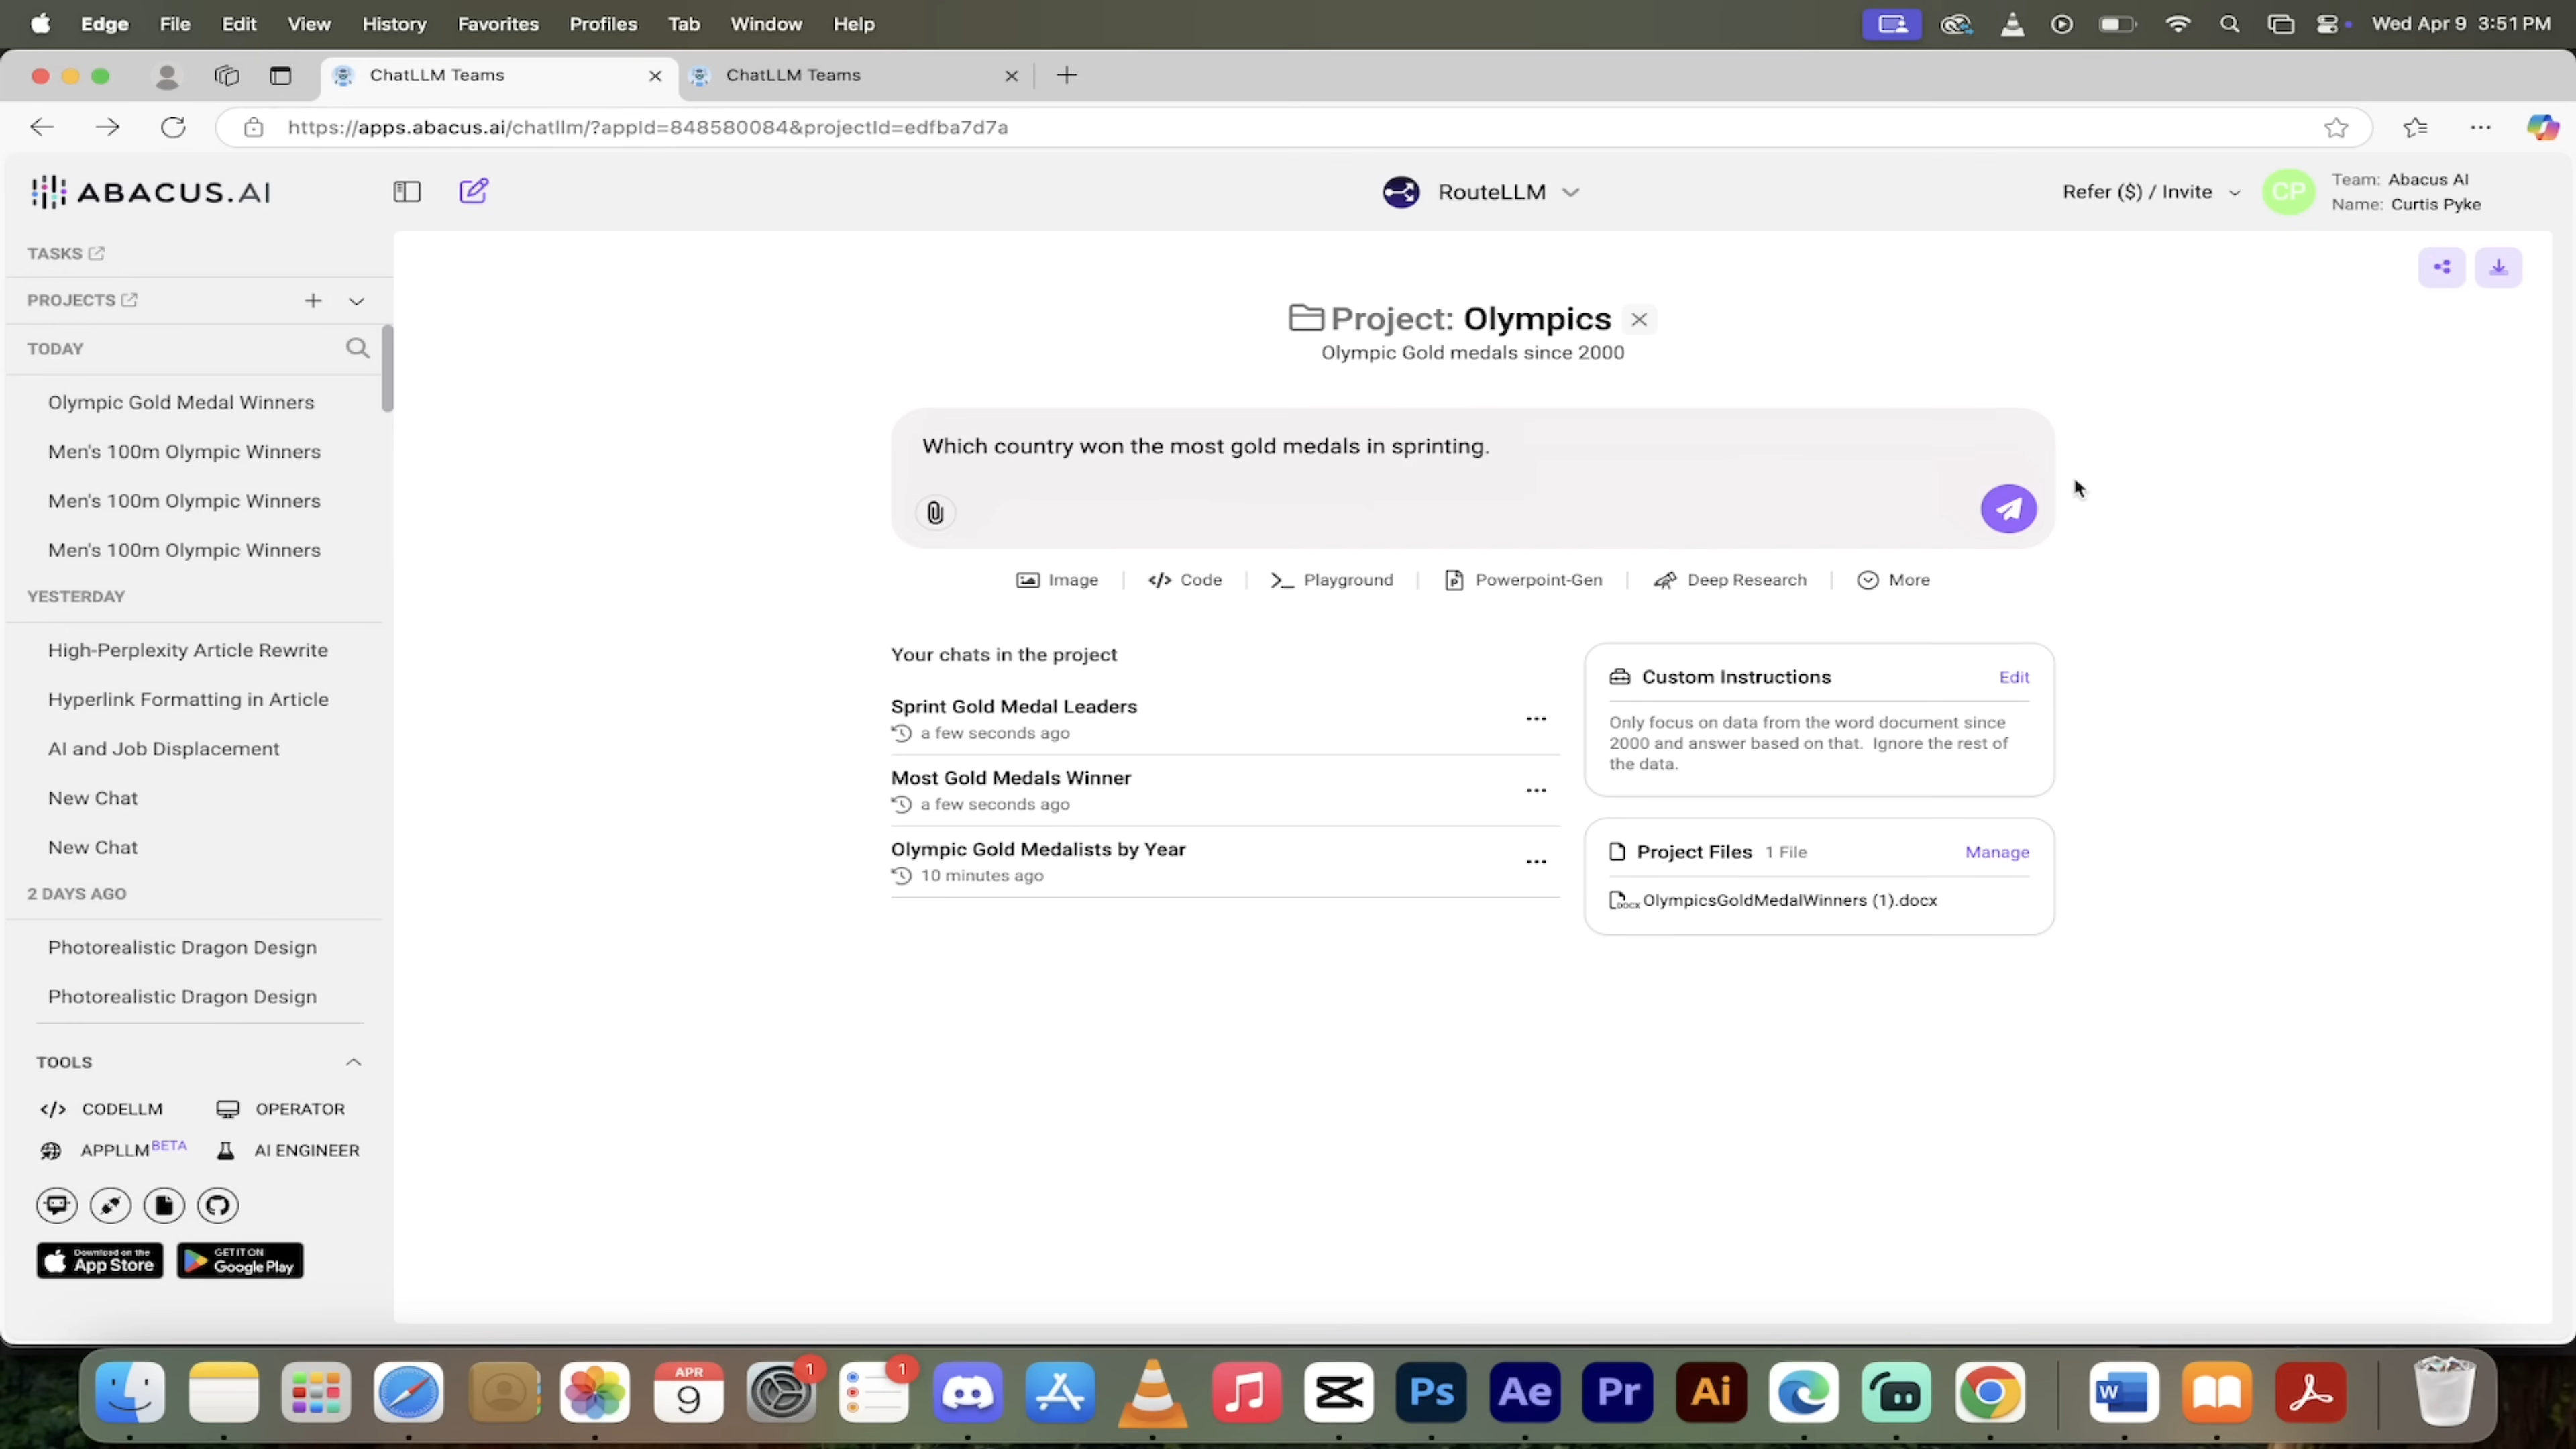 Edge File Edit View History Favorites Profiles Tab Window Help
Wed Apr 9 3:51 PM
ChatLLM Teams
ChatLLM Teams
https://apps.abacus.ai/chatllm/?appId=848580084&projectId=edfba7d7a
ABACUS.AI
RouteLLM
Refer ($) / Invite
CP
Team: Abacus AI
Name: Curtis Pyke
TASKS
PROJECTS
TODAY
Olympic Gold Medal Winners
Men's 100m Olympic Winners
Men's 100m Olympic Winners
Men's 100m Olympic Winners
YESTERDAY
High-Perplexity Article Rewrite
Hyperlink Formatting in Article
AI and Job Displacement
New Chat
New Chat
2 DAYS AGO
Photorealistic Dragon Design
Photorealistic Dragon Design
TOOLS
CODELLM
OPERATOR
APPLLM BETA
AI ENGINEER
Download on the
App Store
GET IT ON
Google Play
Project: Olympics
Olympic Gold medals since 2000
Which country won the most gold medals in sprinting.
Image
Code
Playground
Powerpoint-Gen
Deep Research
More
Your chats in the project
Sprint Gold Medal Leaders
a few seconds ago
Most Gold Medals Winner
a few seconds ago
Olympic Gold Medalists by Year
10 minutes ago
Custom Instructions
Edit
Only focus on data from the word document since
2000 and answer based on that. Ignore the rest of
the data.
Project Files 1 File
Manage
DOCX OlympicsGoldMedalWinners (1).docx
APR
9
1
1
Ps
Ae
Pr
Ai
W